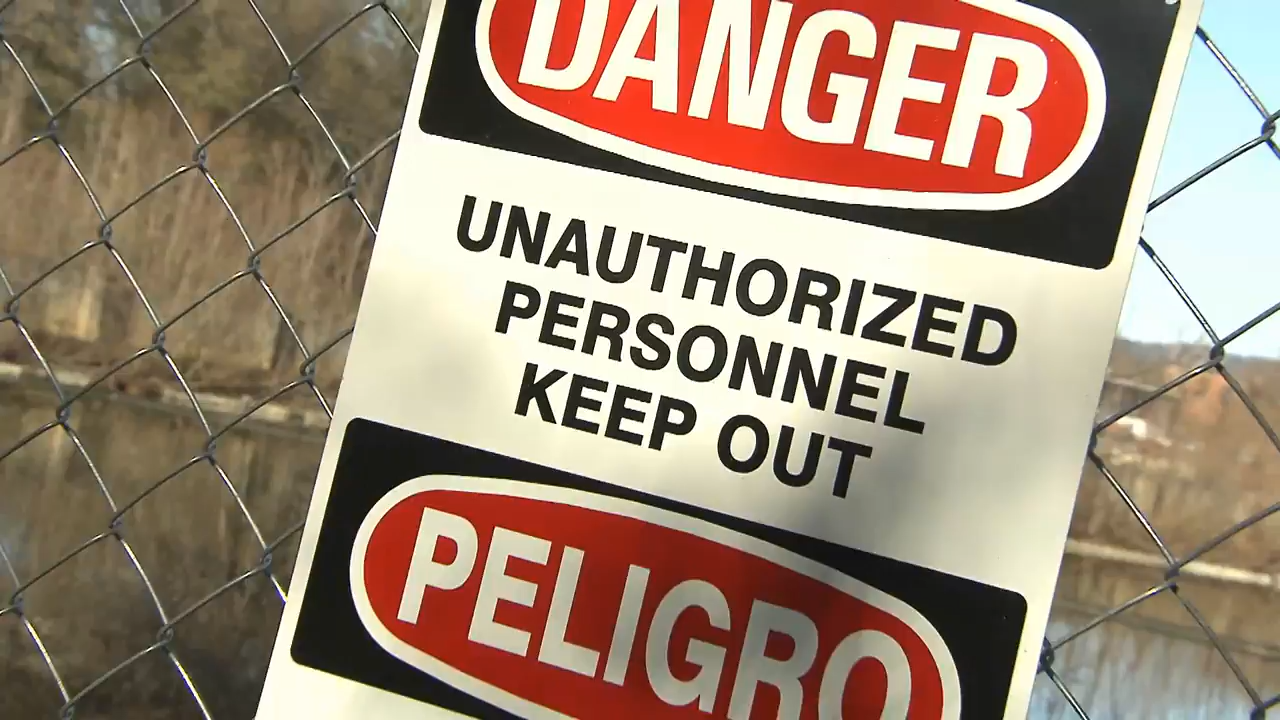 DANGER
UNAUTHORIZED
PERSONNEL
KEEP OUT
PELIGRO